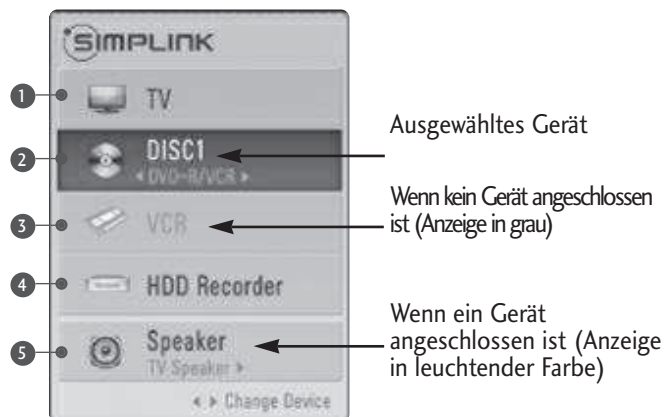 SIMPLINK
1 TV
2 DISC1
◂ DVD-R/VCR ▸
Ausgewähltes Gerät
3 VCR
Wenn kein Gerät angeschlossen
ist (Anzeige in grau)
4 HDD Recorder
5 Speaker
TV Speaker ▸
Wenn ein Gerät
angeschlossen ist (Anzeige
in leuchtender Farbe)
◂ ▸ Change Device